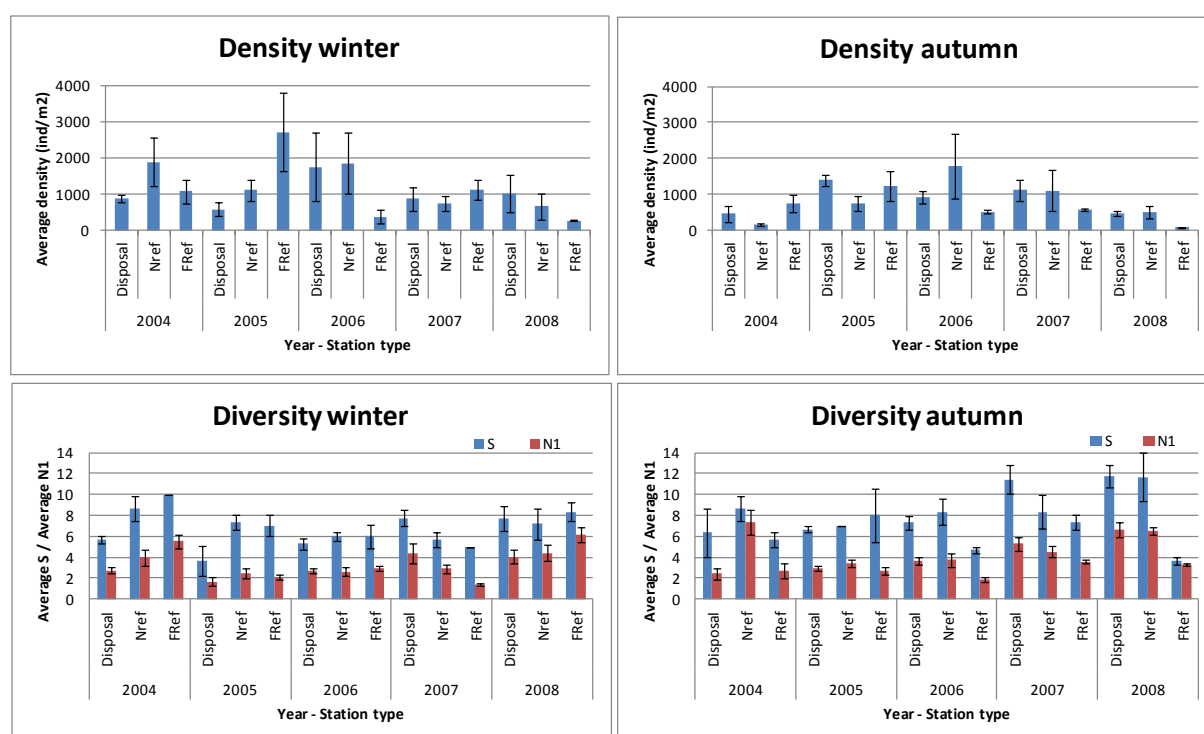 Density winter
Average density (ind/m2)
4000
3000
2000
1000
0
Disposal Nref FRef Disposal Nref FRef Disposal Nref FRef Disposal Nref FRef Disposal Nref FRef
2004 2005 2006 2007 2008
Year - Station type
Density autumn
Average density (ind/m2)
4000
3000
2000
1000
0
Disposal Nref FRef Disposal Nref FRef Disposal Nref FRef Disposal Nref FRef Disposal Nref FRef
2004 2005 2006 2007 2008
Year - Station type
Diversity winter
S N1
Average S / Average N1
14
12
10
8
6
4
2
0
Disposal Nref FRef Disposal Nref FRef Disposal Nref FRef Disposal Nref FRef Disposal Nref FRef
2004 2005 2006 2007 2008
Year - Station type
Diversity autumn
S N1
Average S / Average N1
14
12
10
8
6
4
2
0
Disposal Nref FRef Disposal Nref FRef Disposal Nref FRef Disposal Nref FRef Disposal Nref FRef
2004 2005 2006 2007 2008
Year - Station type